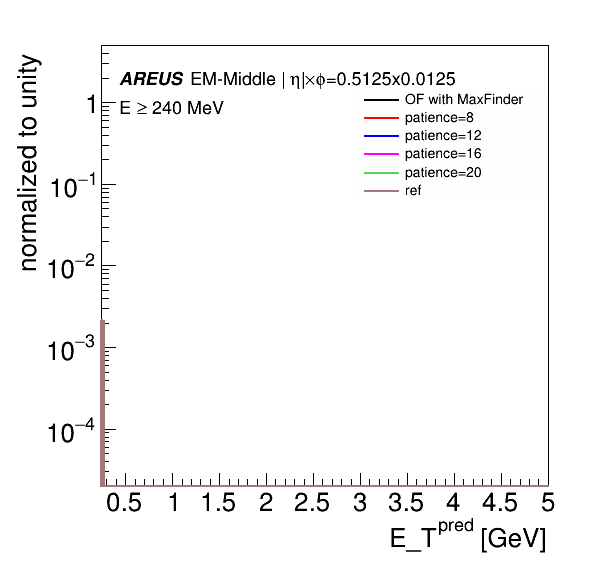 normalized to unity
AREUS EM-Middle | η|×ϕ=0.5125x0.0125
E ≥ 240 MeV
OF with MaxFinder
patience=8
patience=12
patience=16
patience=20
ref
1
10⁻¹
10⁻²
10⁻³
10⁻⁴
0.5 1 1.5 2 2.5 3 3.5 4 4.5 5
E_T^pred [GeV]